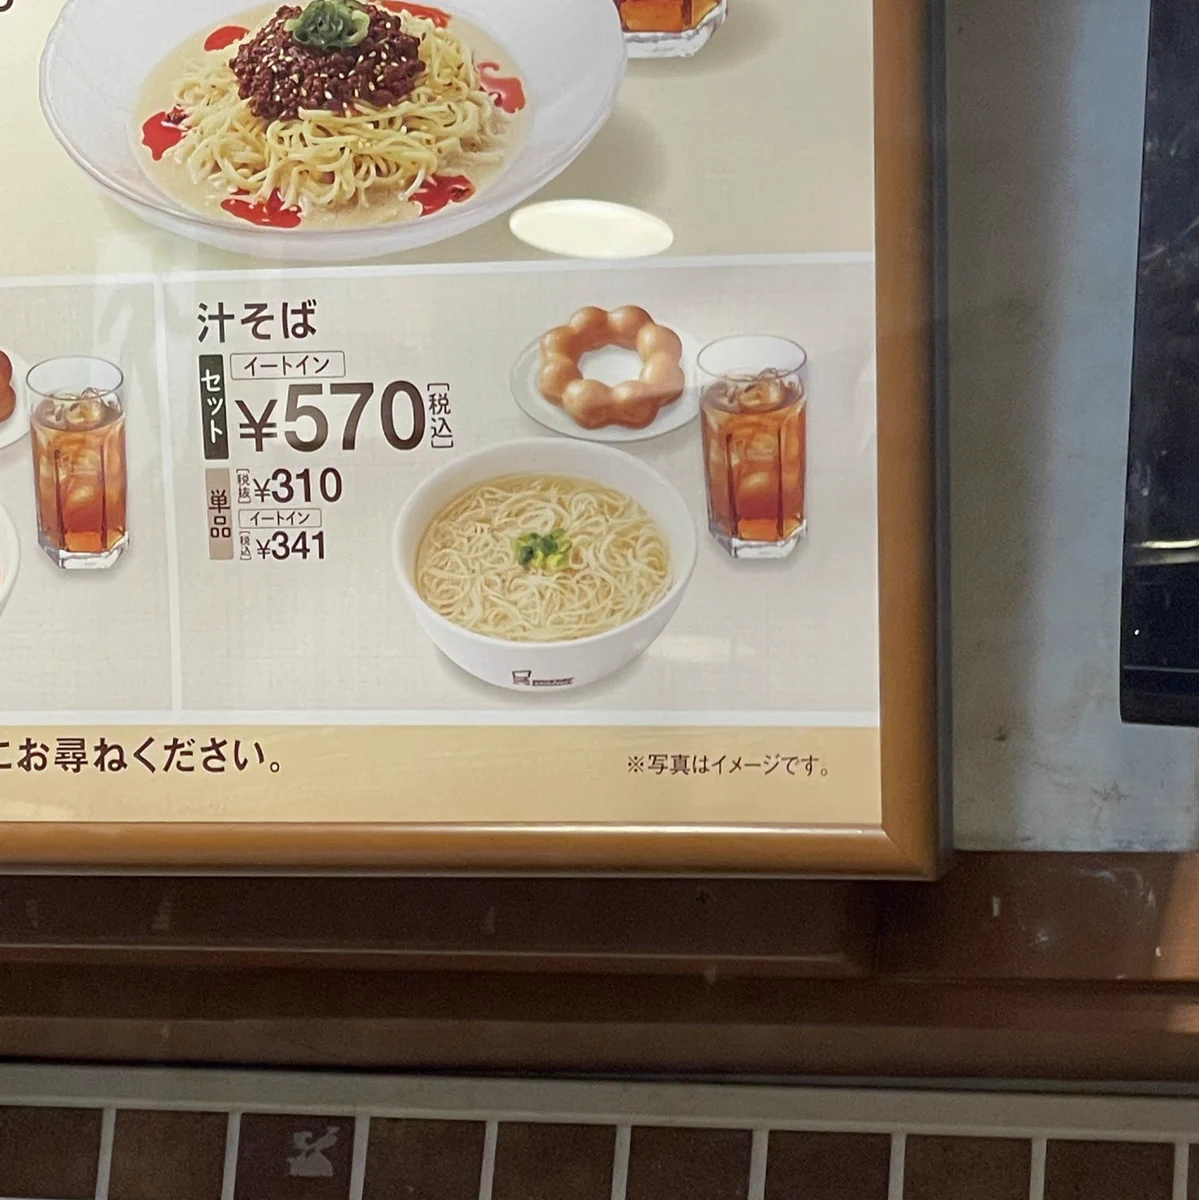 汁そば
セット
イートイン
¥570[税込]
単品
[税抜]¥310
イートイン
[税込]¥341
にお尋ねください。
※写真はイメージです。